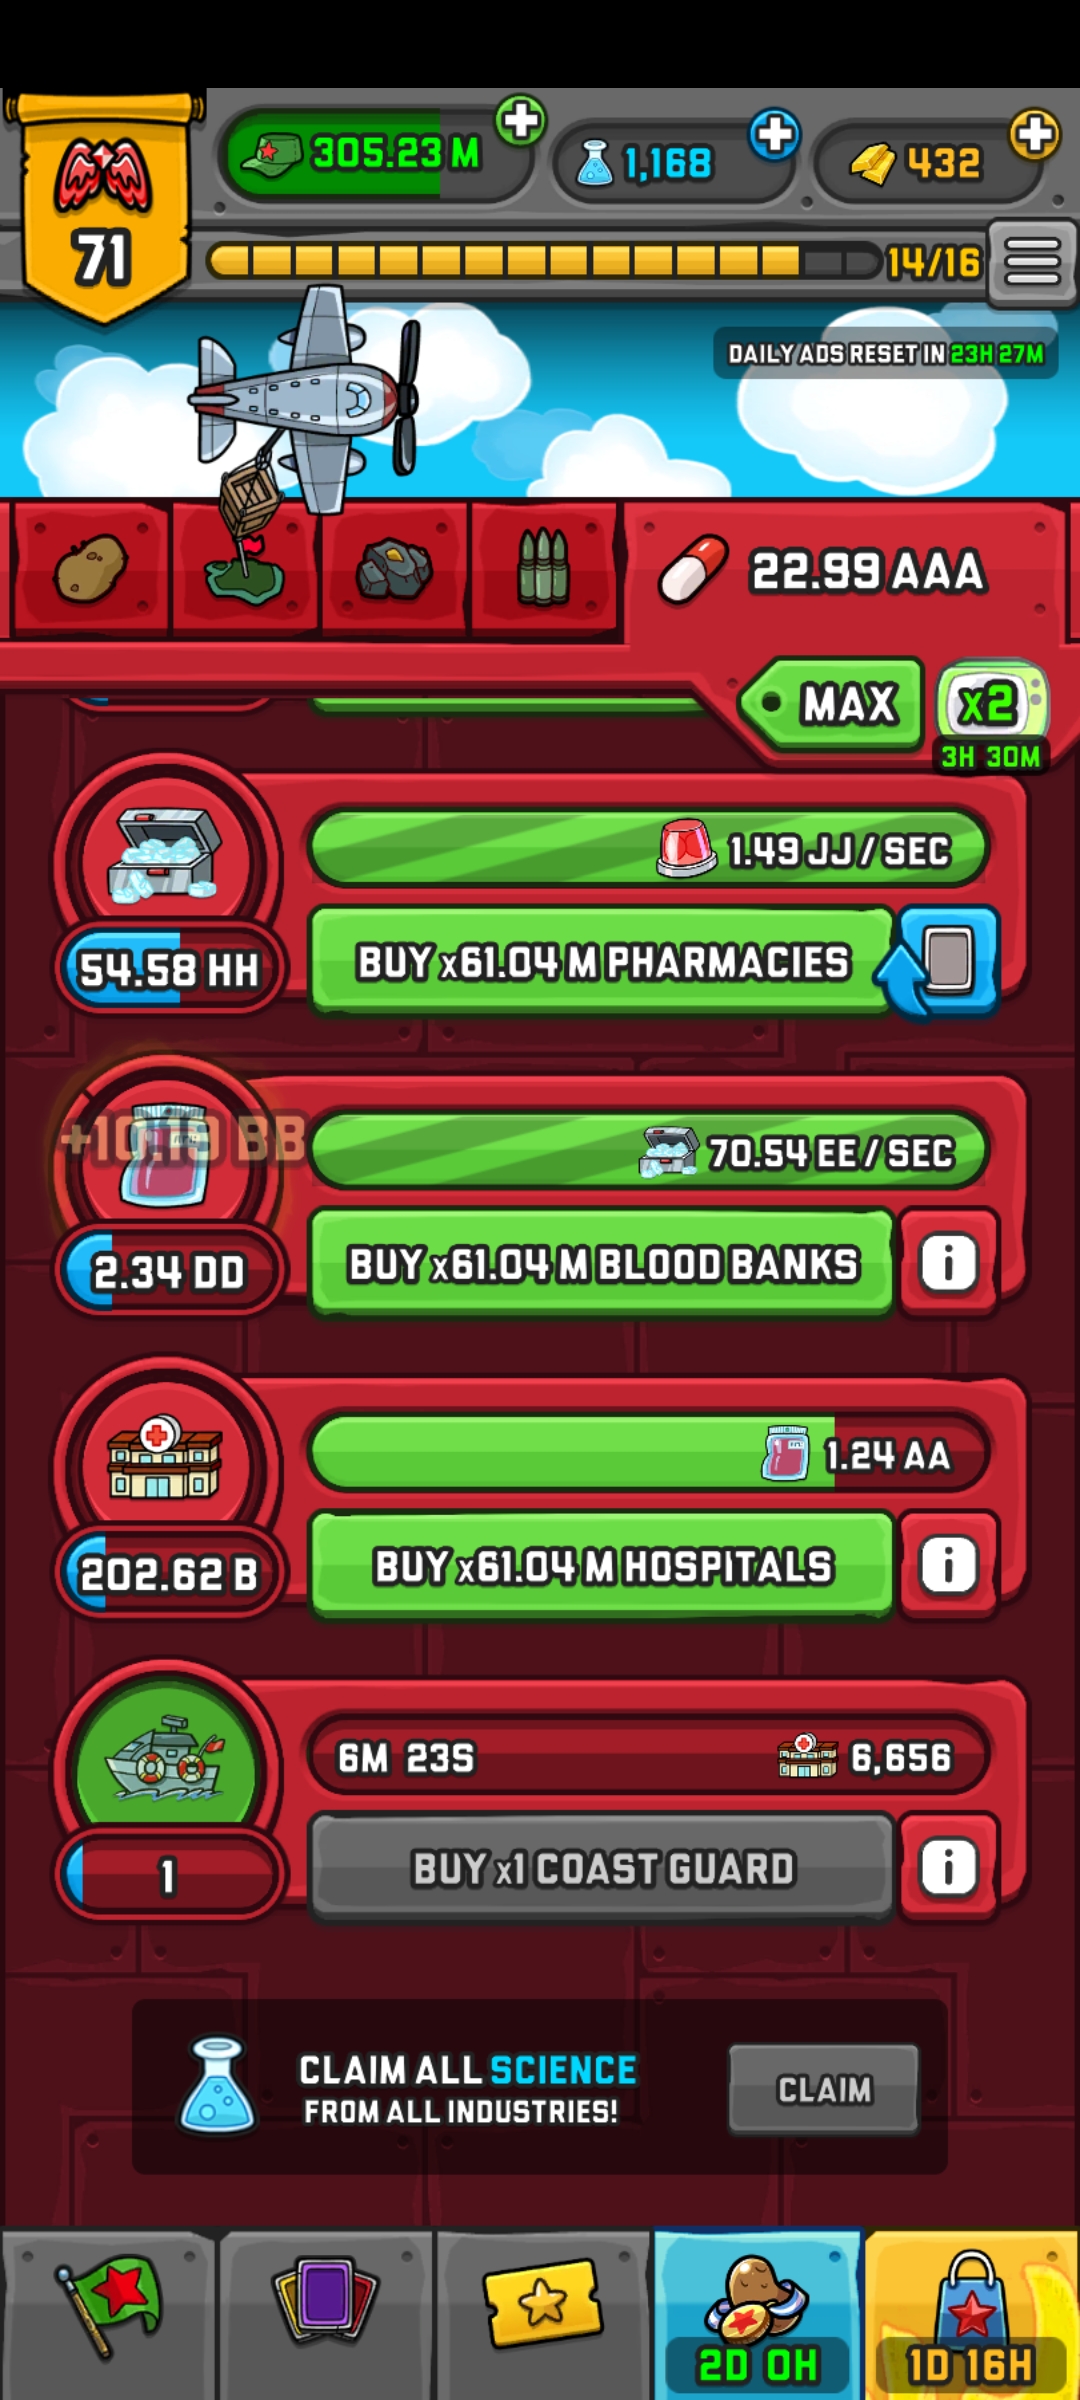 305.23 M
1,168
432
71
14/16
DAILY ADS RESET IN 23H 27M
22.99 AAA
MAX
x2
3H 30M
1.49 JJ / SEC
54.58 HH
BUY x61.04 M PHARMACIES
+10.19 BB
70.54 EE / SEC
2.34 DD
BUY x61.04 M BLOOD BANKS
1.24 AA
202.62 B
BUY x61.04 M HOSPITALS
6M 23S
6,656
1
BUY x1 COAST GUARD
CLAIM ALL SCIENCE
FROM ALL INDUSTRIES!
CLAIM
2D 0H
1D 16H